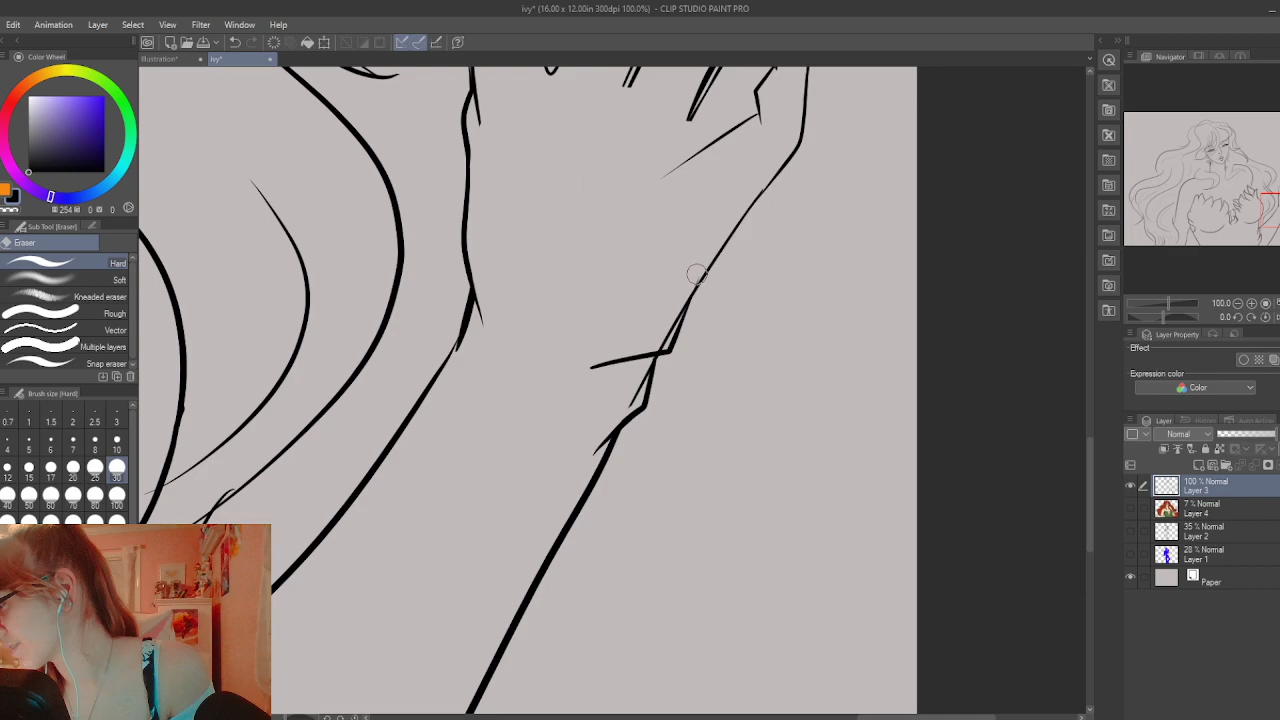 ivy* (16.00 x 12.00in 300dpi 100.0%) - CLIP STUDIO PAINT PRO
Edit Animation Layer Select View Filter Window Help
Color Wheel
Illustration*
ivy*
Navigator
254 0 0
Sub Tool [Eraser]
Eraser
Hard
Soft
Kneaded eraser
Rough
Vector
Multiple layers
Snap eraser
Brush size [Hard]
0.7 1 1.5 2 2.5 3
4 5 6 7 8 10
12 15 17 20 25 30
40 50 60 70 80 100
100.0
0.0
Layer Property
Effect
Expression color
Color
Layer
Normal
100 % Normal
Layer 3
7 % Normal
Layer 4
35 % Normal
Layer 2
28 % Normal
Layer 1
Paper